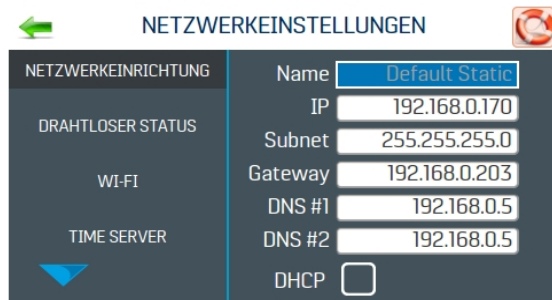 NETZWERKEINSTELLUNGEN
NETZWERKEINRICHTUNG
DRAHTLOSER STATUS
WI-FI
TIME SERVER
Name Default Static
IP 192.168.0.170
Subnet 255.255.255.0
Gateway 192.168.0.203
DNS #1 192.168.0.5
DNS #2 192.168.0.5
DHCP